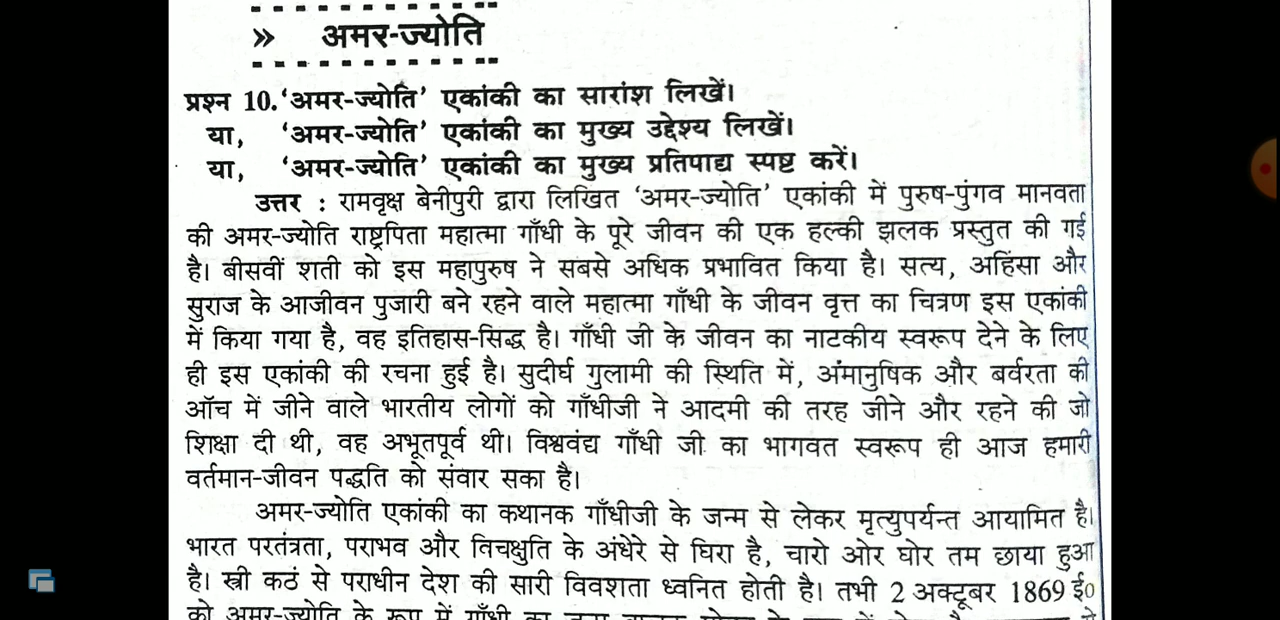 » अमर-ज्योति
प्रश्न 10. ‘अमर-ज्योति’ एकांकी का सारांश लिखें।
या, ‘अमर-ज्योति’ एकांकी का मुख्य उद्देश्य लिखें।
या, ‘अमर-ज्योति’ एकांकी का मुख्य प्रतिपाद्य स्पष्ट करें।
उत्तर : रामवृक्ष बेनीपुरी द्वारा लिखित ‘अमर-ज्योति’ एकांकी में पुरुष-पुंगव मानवता
की अमर-ज्योति राष्ट्रपिता महात्मा गाँधी के पूरे जीवन की एक हल्की झलक प्रस्तुत की गई
है। बीसवीं शती को इस महापुरुष ने सबसे अधिक प्रभावित किया है। सत्य, अहिंसा और
सुराज के आजीवन पुजारी बने रहने वाले महात्मा गाँधी के जीवन वृत्त का चित्रण इस एकांकी
में किया गया है, वह इतिहास-सिद्ध है। गाँधी जी के जीवन का नाटकीय स्वरूप देने के लिए
ही इस एकांकी की रचना हुई है। सुदीर्घ गुलामी की स्थिति में, अंमानुषिक और बर्वरता की
आँच में जीने वाले भारतीय लोगों को गाँधीजी ने आदमी की तरह जीने और रहने की जो
शिक्षा दी थी, वह अभूतपूर्व थी। विश्ववंद्य गाँधी जी का भागवत स्वरूप ही आज हमारी
वर्तमान-जीवन पद्धति को संवार सका है।
अमर-ज्योति एकांकी का कथानक गाँधीजी के जन्म से लेकर मृत्युपर्यन्त आयामित है।
भारत परतंत्रता, पराभव और विचक्षुति के अंधेरे से घिरा है, चारो ओर घोर तम छाया हुआ
है। स्त्री कठं से पराधीन देश की सारी विवशता ध्वनित होती है। तभी 2 अक्टूबर 1869 ई०
को अमर-ज्योति के रूप में गाँधी का